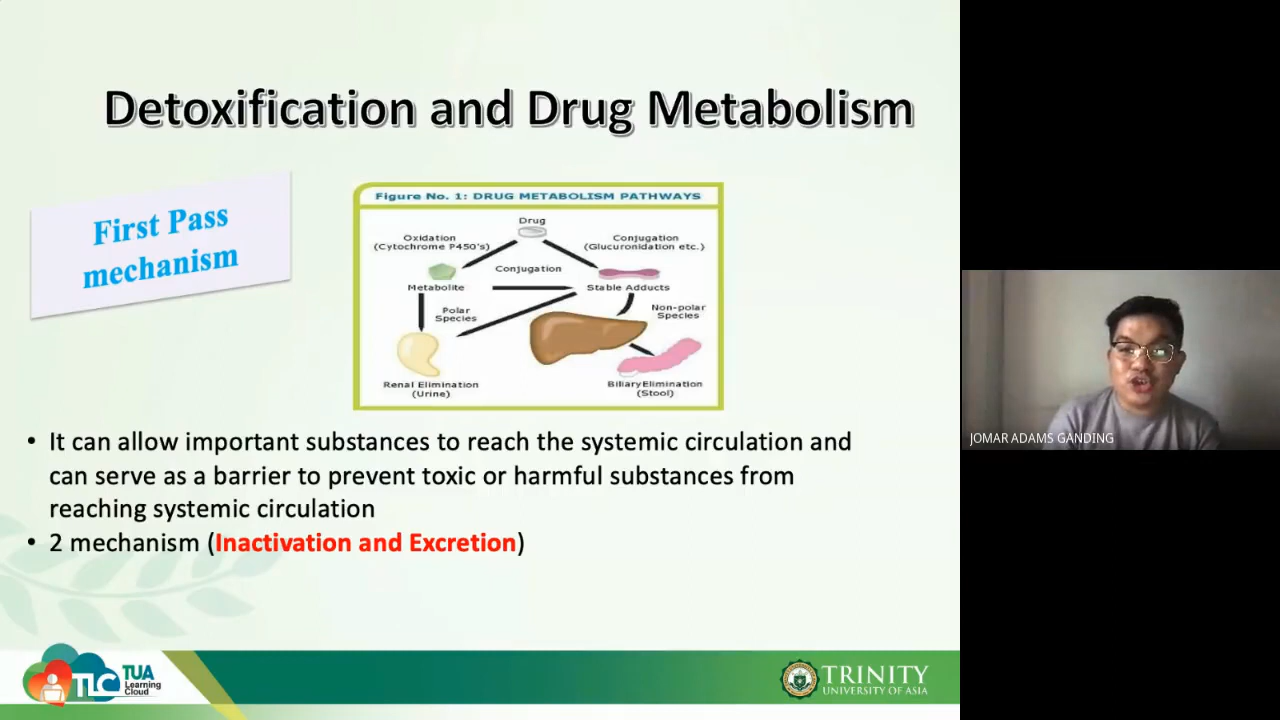 Detoxification and Drug Metabolism
First Pass
mechanism
Figure No. 1: DRUG METABOLISM PATHWAYS
Drug
Oxidation
(Cytochrome P450's)
Conjugation
(Glucuronidation etc.)
Conjugation
Metabolite
Stable Adducts
Polar
Species
Non-polar
Species
Renal Elimination
(Urine)
BiliaryElimination
(Stool)
• It can allow important substances to reach the systemic circulation and
can serve as a barrier to prevent toxic or harmful substances from
reaching systemic circulation
• 2 mechanism (Inactivation and Excretion)
JOMAR ADAMS GANDING
TLC
TUA
Learning
Cloud
TRINITY
UNIVERSITY OF ASIA